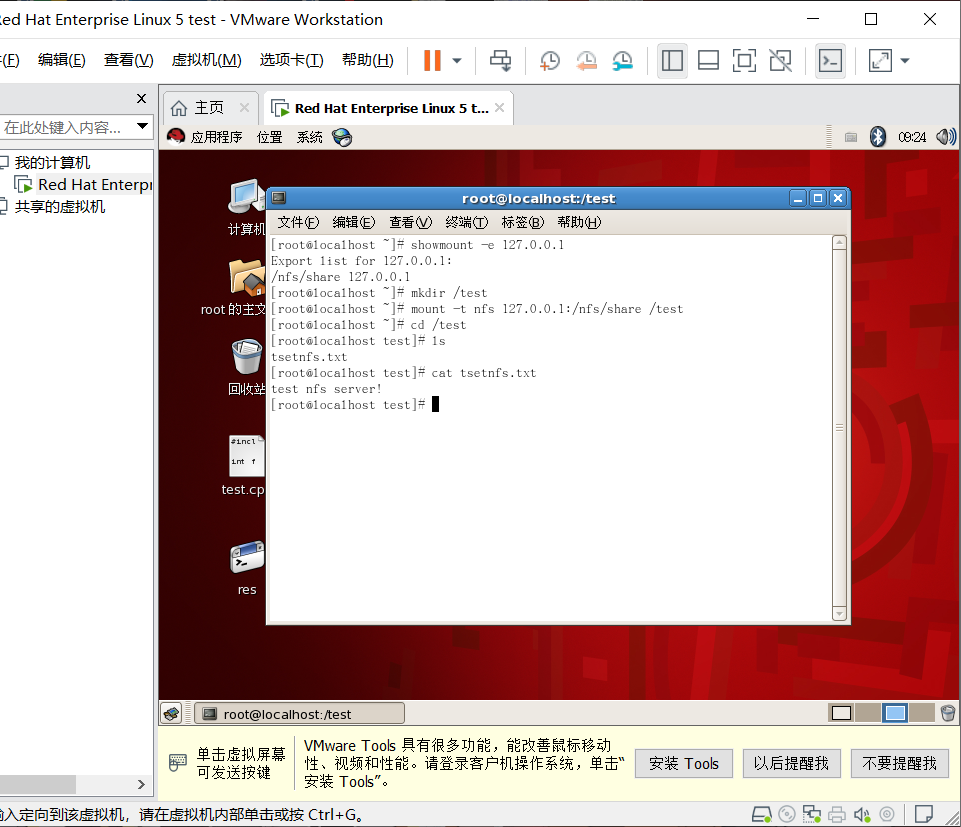 Red Hat Enterprise Linux 5 test - VMware Workstation
(F) 编辑(E) 查看(V) 虚拟机(M) 选项卡(T) 帮助(H)
在此处键入内容...
主页
Red Hat Enterprise Linux 5 t...
应用程序 位置 系统
09:24
我的计算机
Red Hat Enterpr
共享的虚拟机
计算机
root 的主文
回收站
#incl
int f
test.cp
res
root@localhost:/test
文件(F) 编辑(E) 查看(V) 终端(T) 标签(B) 帮助(H)
[root@localhost ~]# showmount -e 127.0.0.1
Export list for 127.0.0.1:
/nfs/share 127.0.0.1
[root@localhost ~]# mkdir /test
[root@localhost ~]# mount -t nfs 127.0.0.1:/nfs/share /test
[root@localhost ~]# cd /test
[root@localhost test]# ls
tsetnfs.txt
[root@localhost test]# cat tsetnfs.txt
test nfs server!
[root@localhost test]#
root@localhost:/test
单击虚拟屏幕
可发送按键
VMware Tools 具有很多功能，能改善鼠标移动
性、视频和性能。请登录客户机操作系统，单击“
安装 Tools”。
安装 Tools
以后提醒我
不要提醒我
输入定向到该虚拟机，请在虚拟机内部单击或按 Ctrl+G。